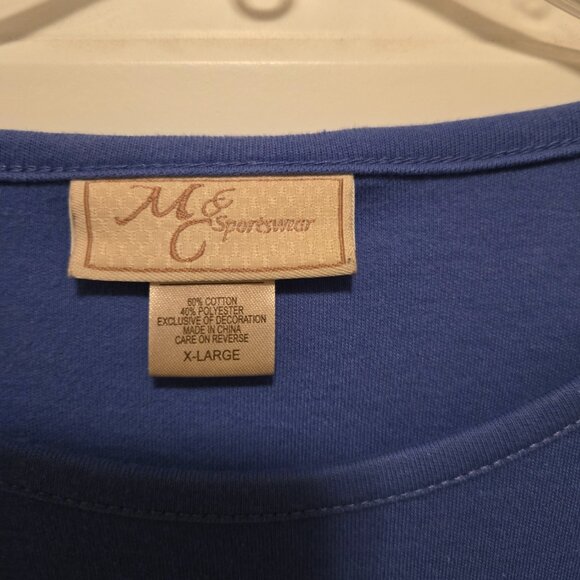 M&C Sportswear
60% COTTON
40% POLYESTER
EXCLUSIVE OF DECORATION
MADE IN CHINA
CARE ON REVERSE
X-LARGE